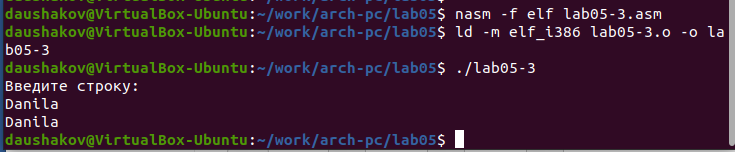 daushakov@VirtualBox-Ubuntu:~/work/arch-pc/lab05$ nasm -f elf lab05-3.asm
daushakov@VirtualBox-Ubuntu:~/work/arch-pc/lab05$ ld -m elf_i386 lab05-3.o -o la
b05-3
daushakov@VirtualBox-Ubuntu:~/work/arch-pc/lab05$ ./lab05-3
Введите строку:
Danila
Danila
daushakov@VirtualBox-Ubuntu:~/work/arch-pc/lab05$